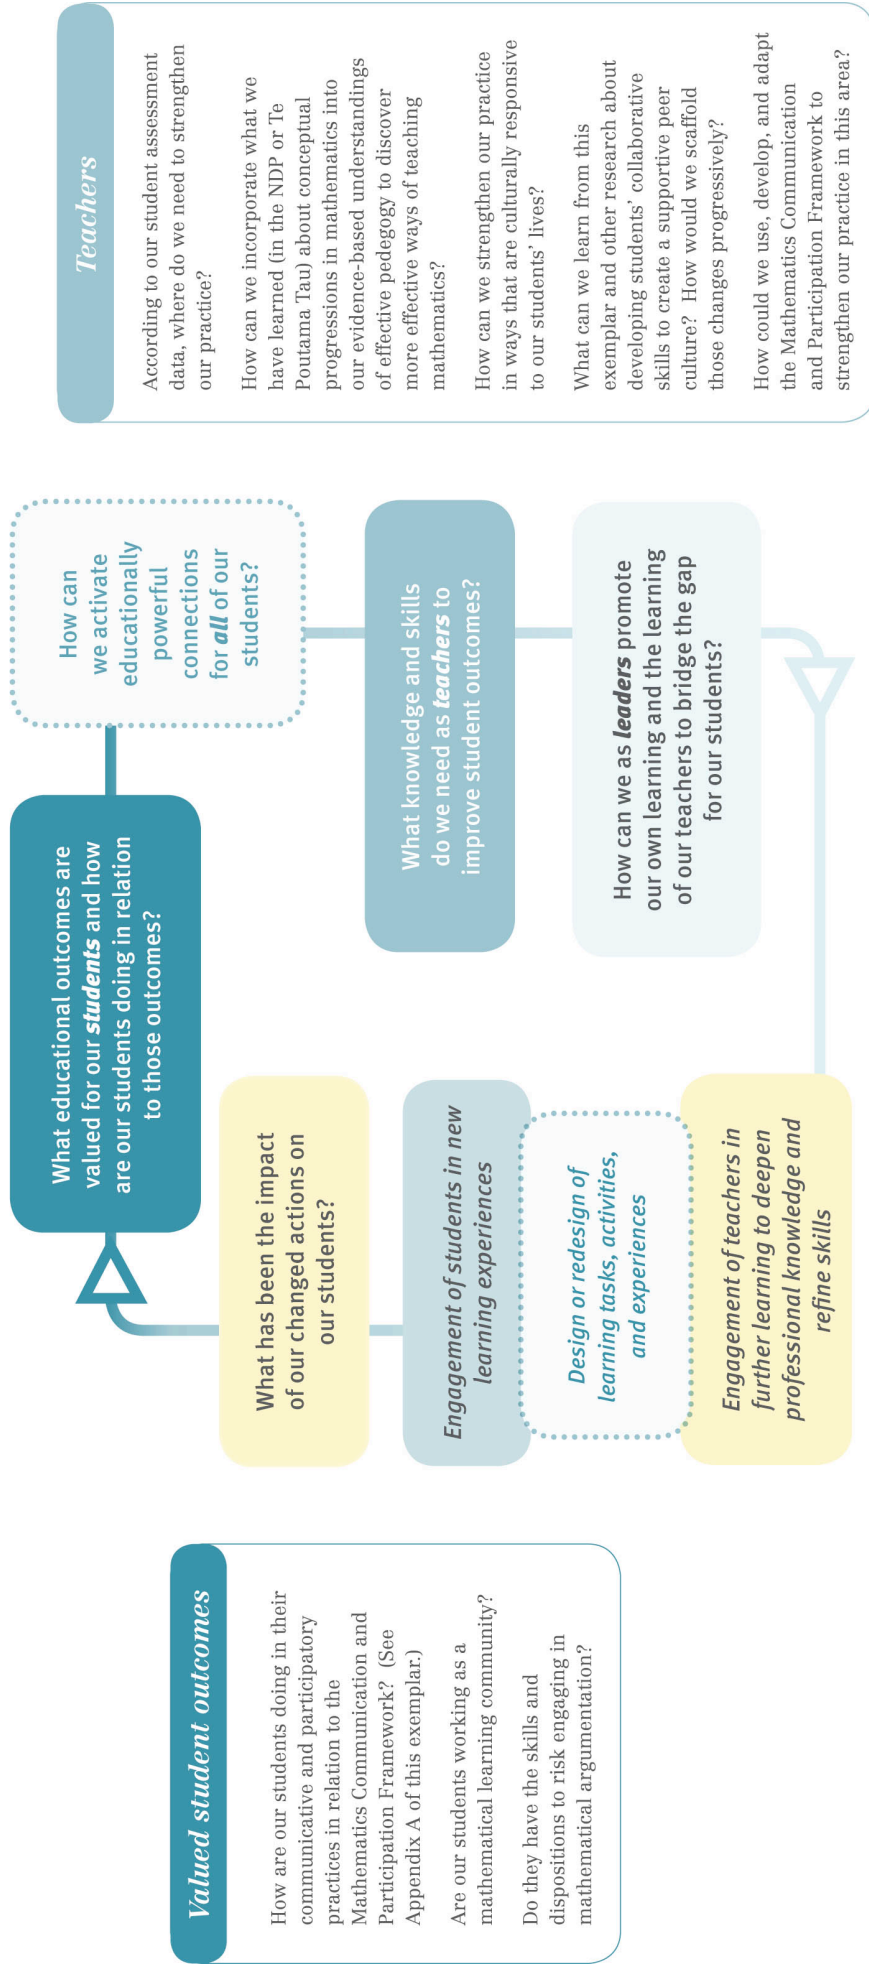 Valued student outcomes
How are our students doing in their
communicative and participatory
practices in relation to the
Mathematics Communication and
Participation Framework? (See
Appendix A of this exemplar.)
Are our students working as a
mathematical learning community?
Do they have the skills and
dispositions to risk engaging in
mathematical argumentation?
What educational outcomes are
valued for our students and how
are our students doing in relation
to those outcomes?
How can
we activate
educationally
powerful
connections
for all of our
students?
What knowledge and skills
do we need as teachers to
improve student outcomes?
How can we as leaders promote
our own learning and the learning
of our teachers to bridge the gap
for our students?
Engagement of teachers in
further learning to deepen
professional knowledge and
refine skills
Design or redesign of
learning tasks, activities,
and experiences
Engagement of students in new
learning experiences
What has been the impact
of our changed actions on
our students?
Teachers
According to our student assessment
data, where do we need to strengthen
our practice?
How can we incorporate what we
have learned (in the NDP or Te
Poutama Tau) about conceptual
progressions in mathematics into
our evidence-based understandings
of effective pedegogy to discover
more effective ways of teaching
mathematics?
How can we strengthen our practice
in ways that are culturally responsive
to our students’ lives?
What can we learn from this
exemplar and other research about
developing students’ collaborative
skills to create a supportive peer
culture? How would we scaffold
those changes progressively?
How could we use, develop, and adapt
the Mathematics Communication
and Participation Framework to
strengthen our practice in this area?